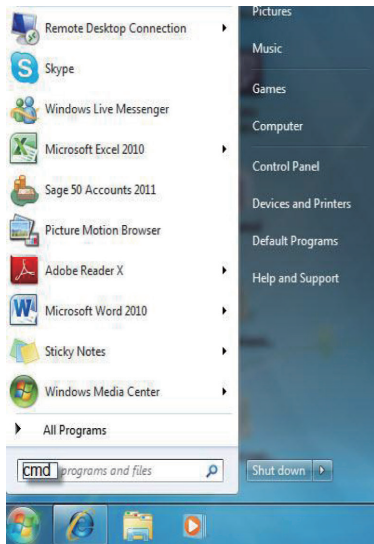 Remote Desktop Connection
Skype
Windows Live Messenger
Microsoft Excel 2010
Sage 50 Accounts 2011
Picture Motion Browser
Adobe Reader X
Microsoft Word 2010
Sticky Notes
Windows Media Center
All Programs
cmd programs and files
Pictures
Music
Games
Computer
Control Panel
Devices and Printers
Default Programs
Help and Support
Shut down